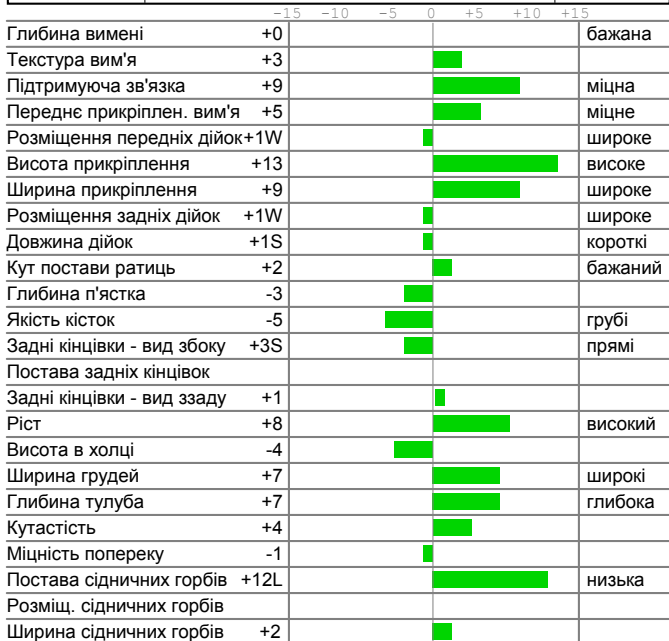 -15 -10 -5 0 +5 +10 +15
Глибина вимені +0 бажана
Текстура вим'я +3
Підтримуюча зв'язка +9 міцна
Переднє прикріплен. вим'я +5 міцне
Розміщення передніх дійок+1W широке
Висота прикріплення +13 високе
Ширина прикріплення +9 широке
Розміщення задніх дійок +1W широке
Довжина дійок +1S короткі
Кут постави ратиць +2 бажаний
Глибина п'ястка -3
Якість кісток -5 грубі
Задні кінцівки - вид збоку +3S прямі
Постава задніх кінцівок
Задні кінцівки - вид ззаду +1
Ріст +8 високий
Висота в холці -4
Ширина грудей +7 широкі
Глибина тулуба +7 глибока
Кутастість +4
Міцність попереку -1
Постава сідничних горбів +12L низька
Розміщ. сідничних горбів
Ширина сідничних горбів +2